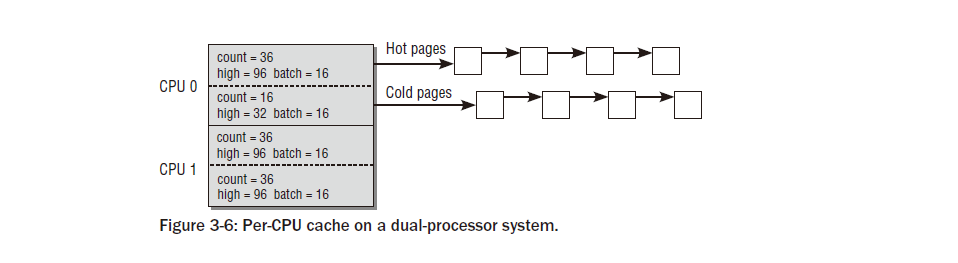 Hot pages
count = 36
high = 96 batch = 16
CPU 0
Cold pages
count = 16
high = 32 batch = 16
count = 36
high = 96 batch = 16
CPU 1
count = 36
high = 96 batch = 16
Figure 3-6: Per-CPU cache on a dual-processor system.